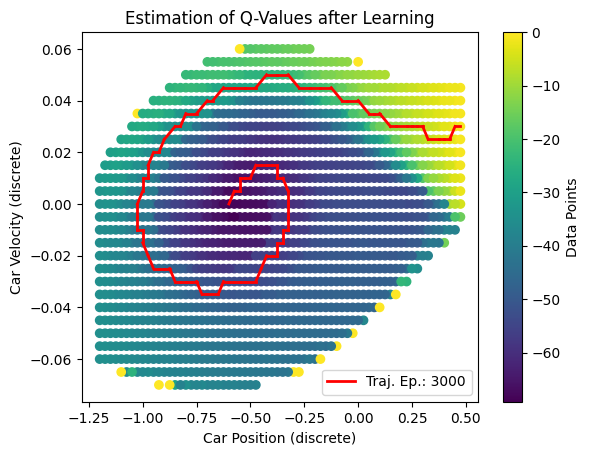 Estimation of Q-Values after Learning
Car Velocity (discrete)
0.06
0.04
0.02
0.00
−0.02
−0.04
−0.06
Traj. Ep.: 3000
−1.25 −1.00 −0.75 −0.50 −0.25 0.00 0.25 0.50
Car Position (discrete)
0
−10
−20
−30
−40
−50
−60
Data Points